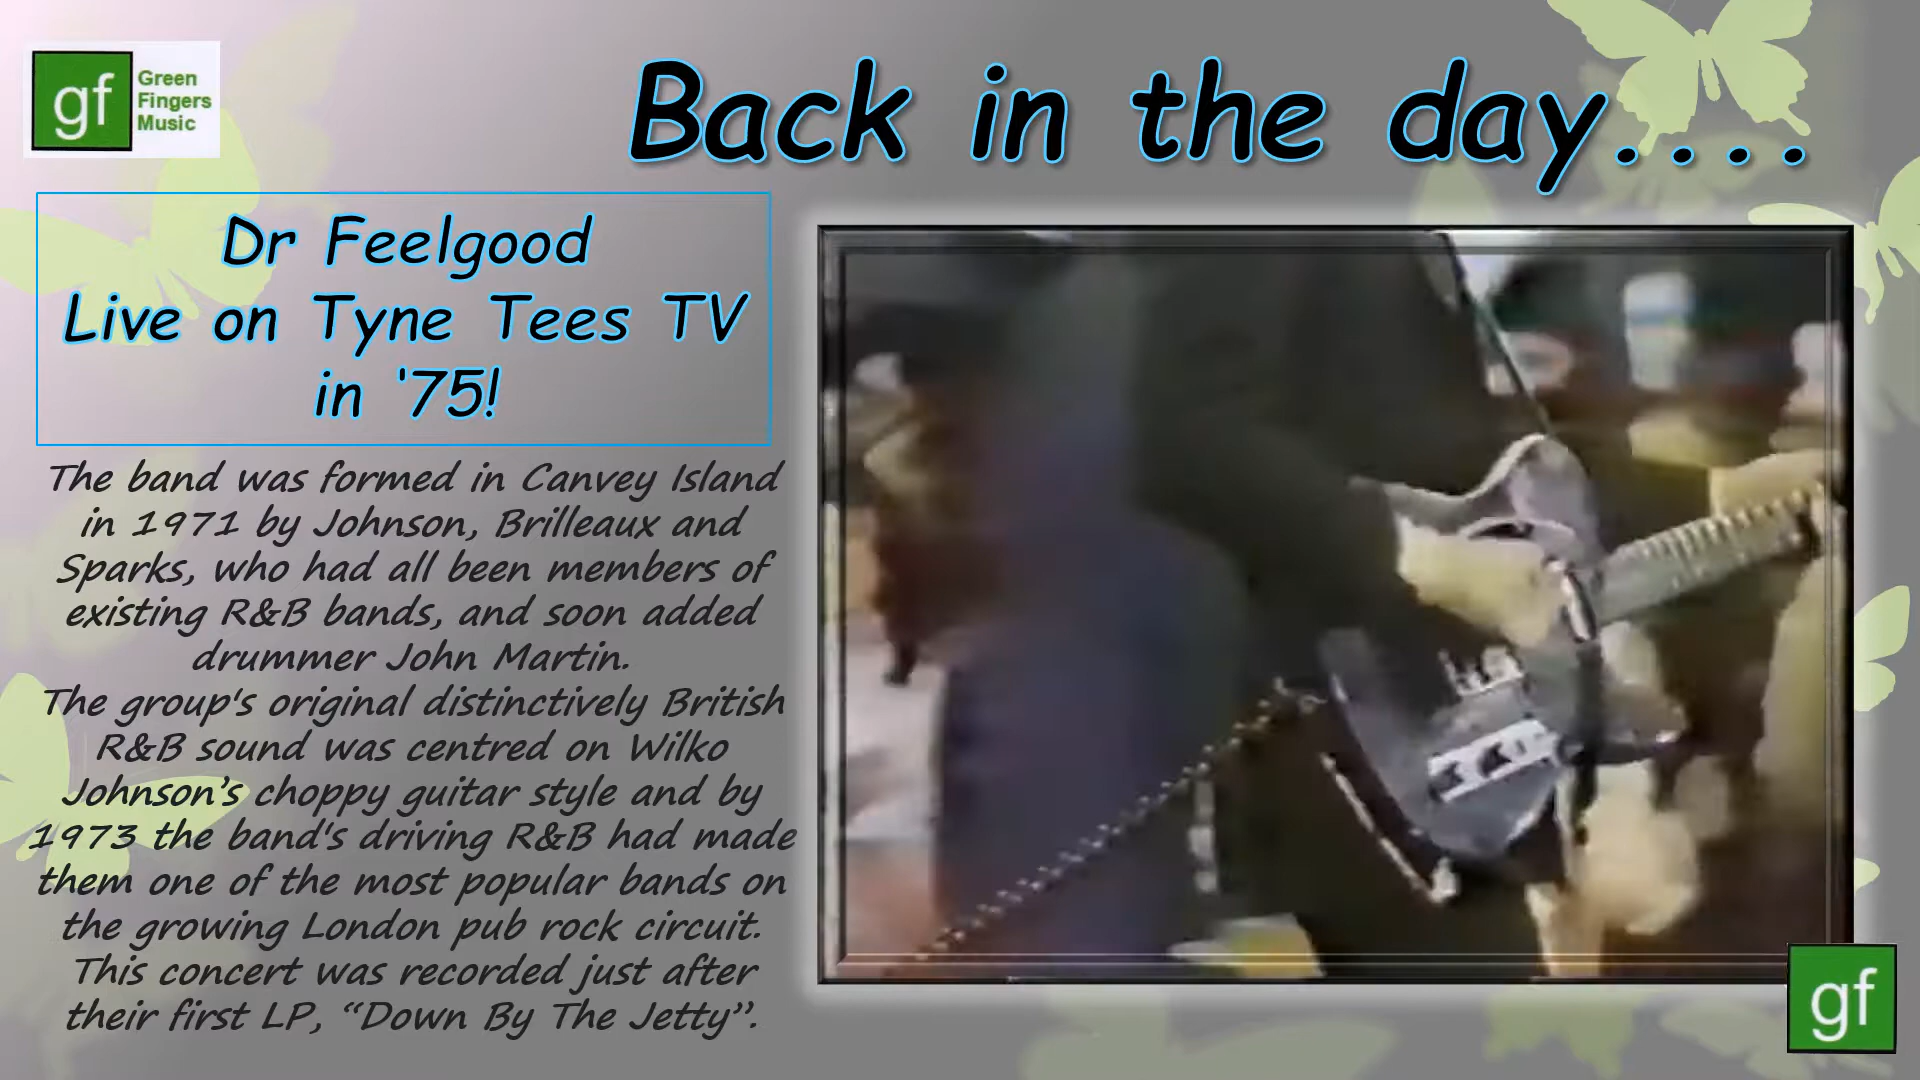 gf
Green
Fingers
Music
Back in the day....
Dr Feelgood
Live on Tyne Tees TV
in '75!
The band was formed in Canvey Island
in 1971 by Johnson, Brilleaux and
Sparks, who had all been members of
existing R&B bands, and soon added
drummer John Martin.
The group's original distinctively British
R&B sound was centred on Wilko
Johnson’s choppy guitar style and by
1973 the band's driving R&B had made
them one of the most popular bands on
the growing London pub rock circuit.
This concert was recorded just after
their first LP, “Down By The Jetty”.
gf